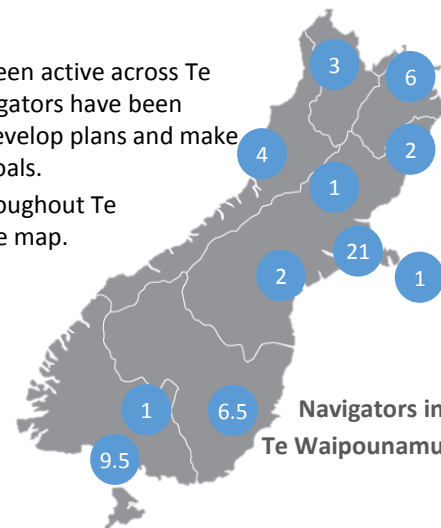 een active across Te
igators have been
evelop plans and make
oals.
oughout Te
e map.
3
6
4
2
1
21
2
1
1
6.5
9.5
Navigators in
Te Waipounamu